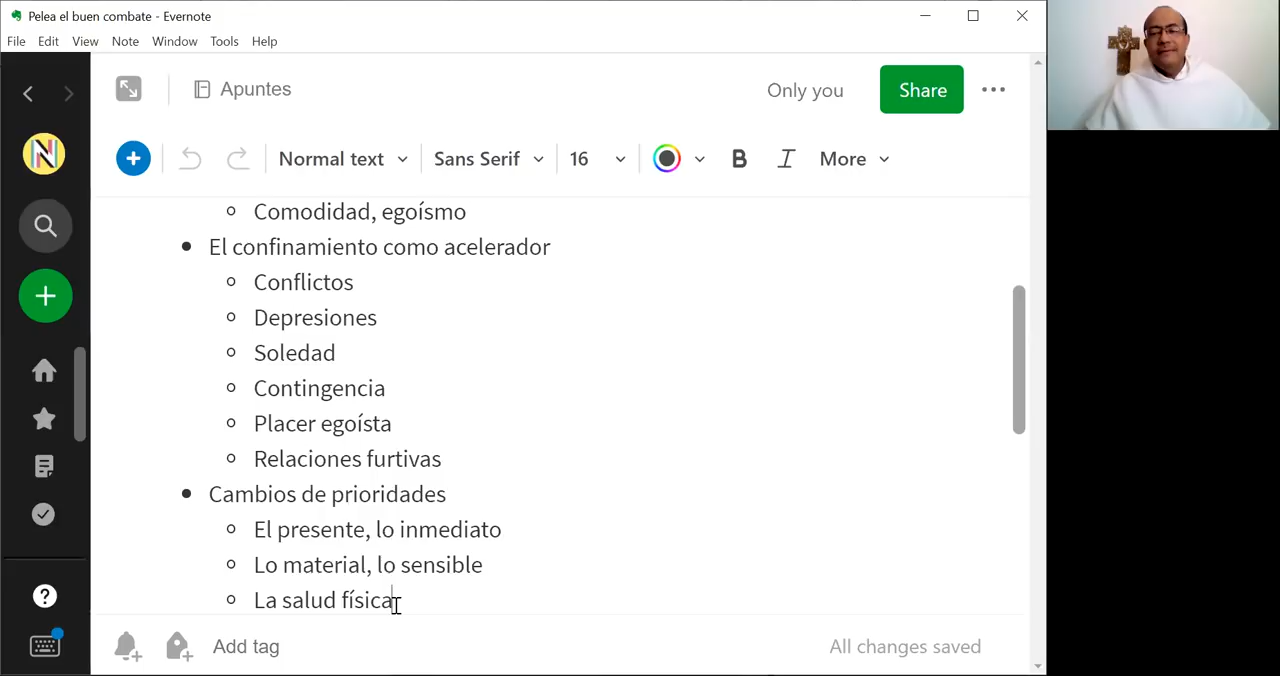 Pelea el buen combate - Evernote
File Edit View Note Window Tools Help
Apuntes
Only you
Share
Normal text
Sans Serif
16
B
I
More
Comodidad, egoísmo
El confinamiento como acelerador
Conflictos
Depresiones
Soledad
Contingencia
Placer egoísta
Relaciones furtivas
Cambios de prioridades
El presente, lo inmediato
Lo material, lo sensible
La salud física
Add tag
All changes saved
N
?